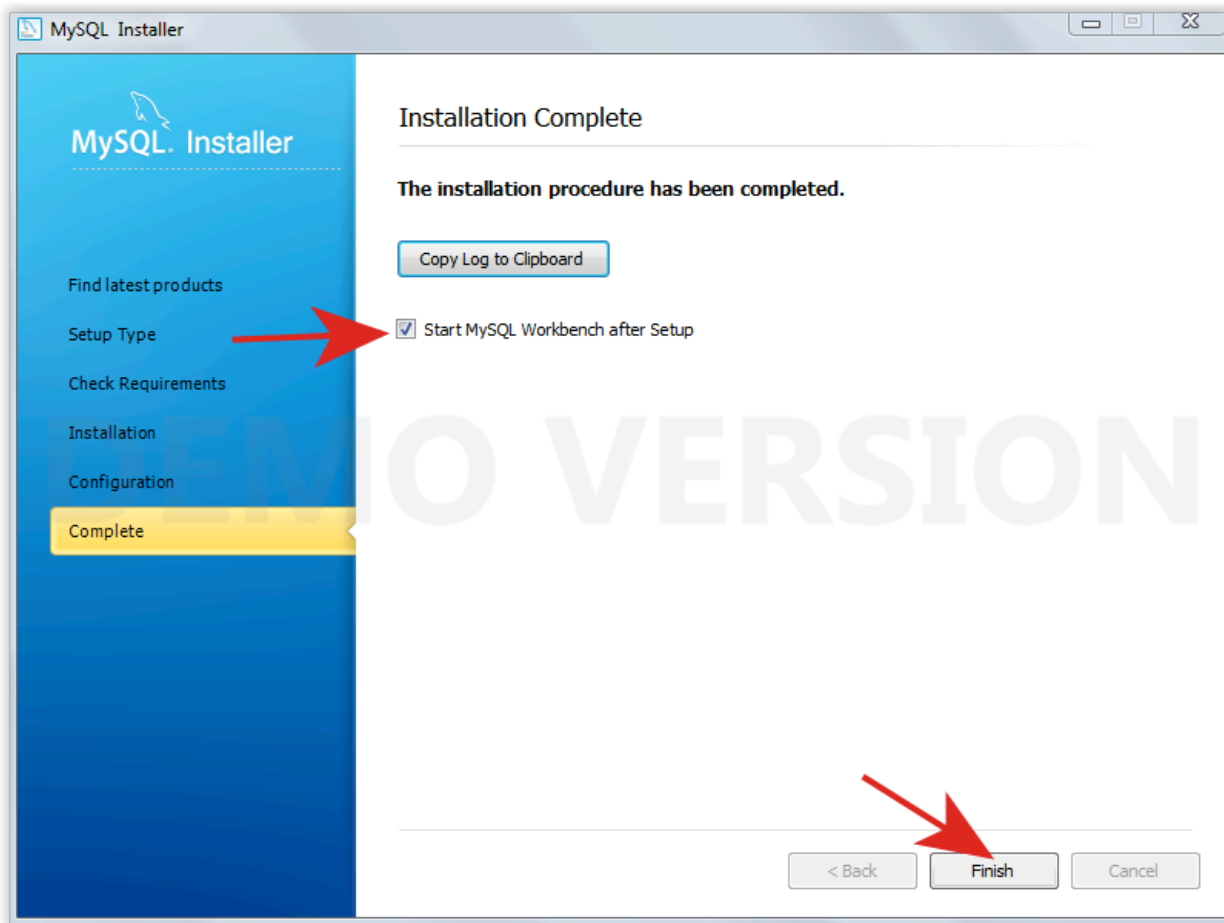 MySQL Installer
MySQL. Installer
Find latest products
Setup Type
Check Requirements
Installation
Configuration
Complete
Installation Complete
The installation procedure has been completed.
Copy Log to Clipboard
Start MySQL Workbench after Setup
DEMO VERSION
< Back
Finish
Cancel